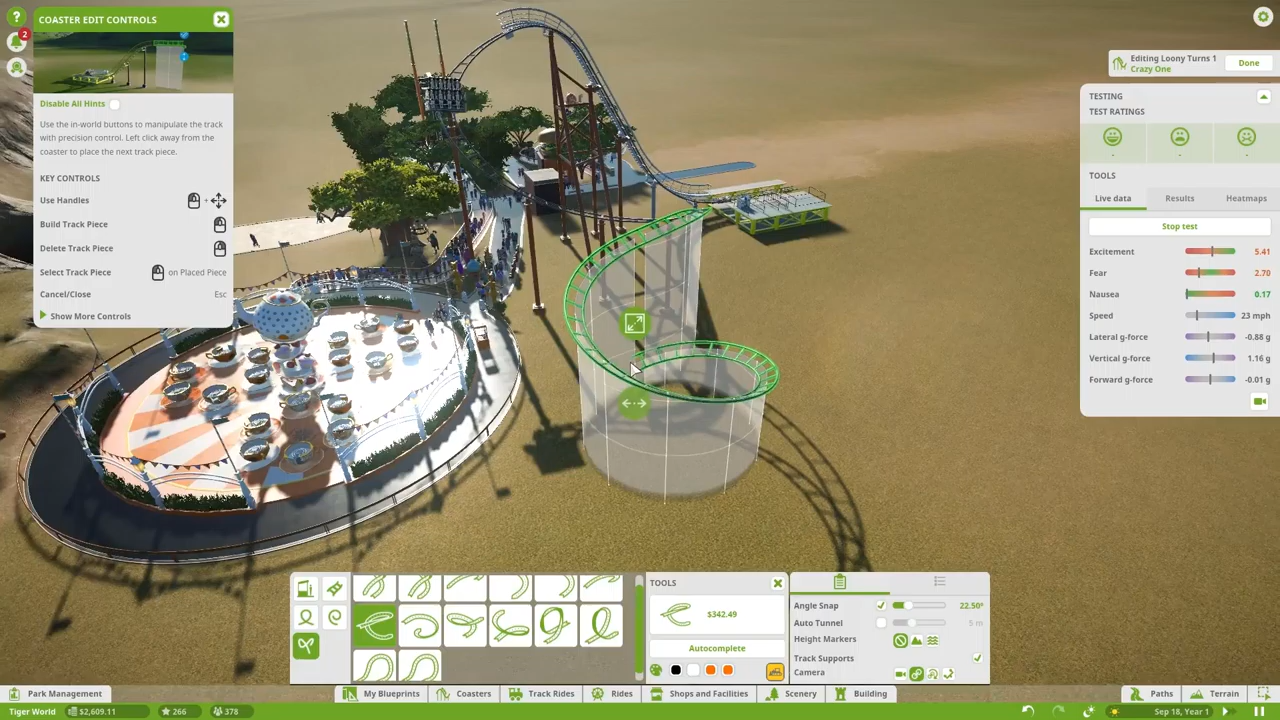 ?
2
COASTER EDIT CONTROLS
Disable All Hints
Use the in-world buttons to manipulate the track
with precision control. Left click away from the
coaster to place the next track piece.
KEY CONTROLS
Use Handles
+
Build Track Piece
Delete Track Piece
Select Track Piece
on Placed Piece
Cancel/Close
Esc
Show More Controls
Editing Loony Turns 1
Crazy One
Done
TESTING
TEST RATINGS
- - -
TOOLS
Live data
Results
Heatmaps
Stop test
Excitement 5.41
Fear 2.70
Nausea 0.17
Speed 23 mph
Lateral g-force -0.88 g
Vertical g-force 1.16 g
Forward g-force -0.01 g
TOOLS
$342.49
Autocomplete
Angle Snap 22.50°
Auto Tunnel 5 m
Height Markers
Track Supports
Camera
Park Management
My Blueprints
Coasters
Track Rides
Rides
Shops and Facilities
Scenery
Building
Paths
Terrain
Tiger World
$2,609.11
266
378
Sep 18, Year 1